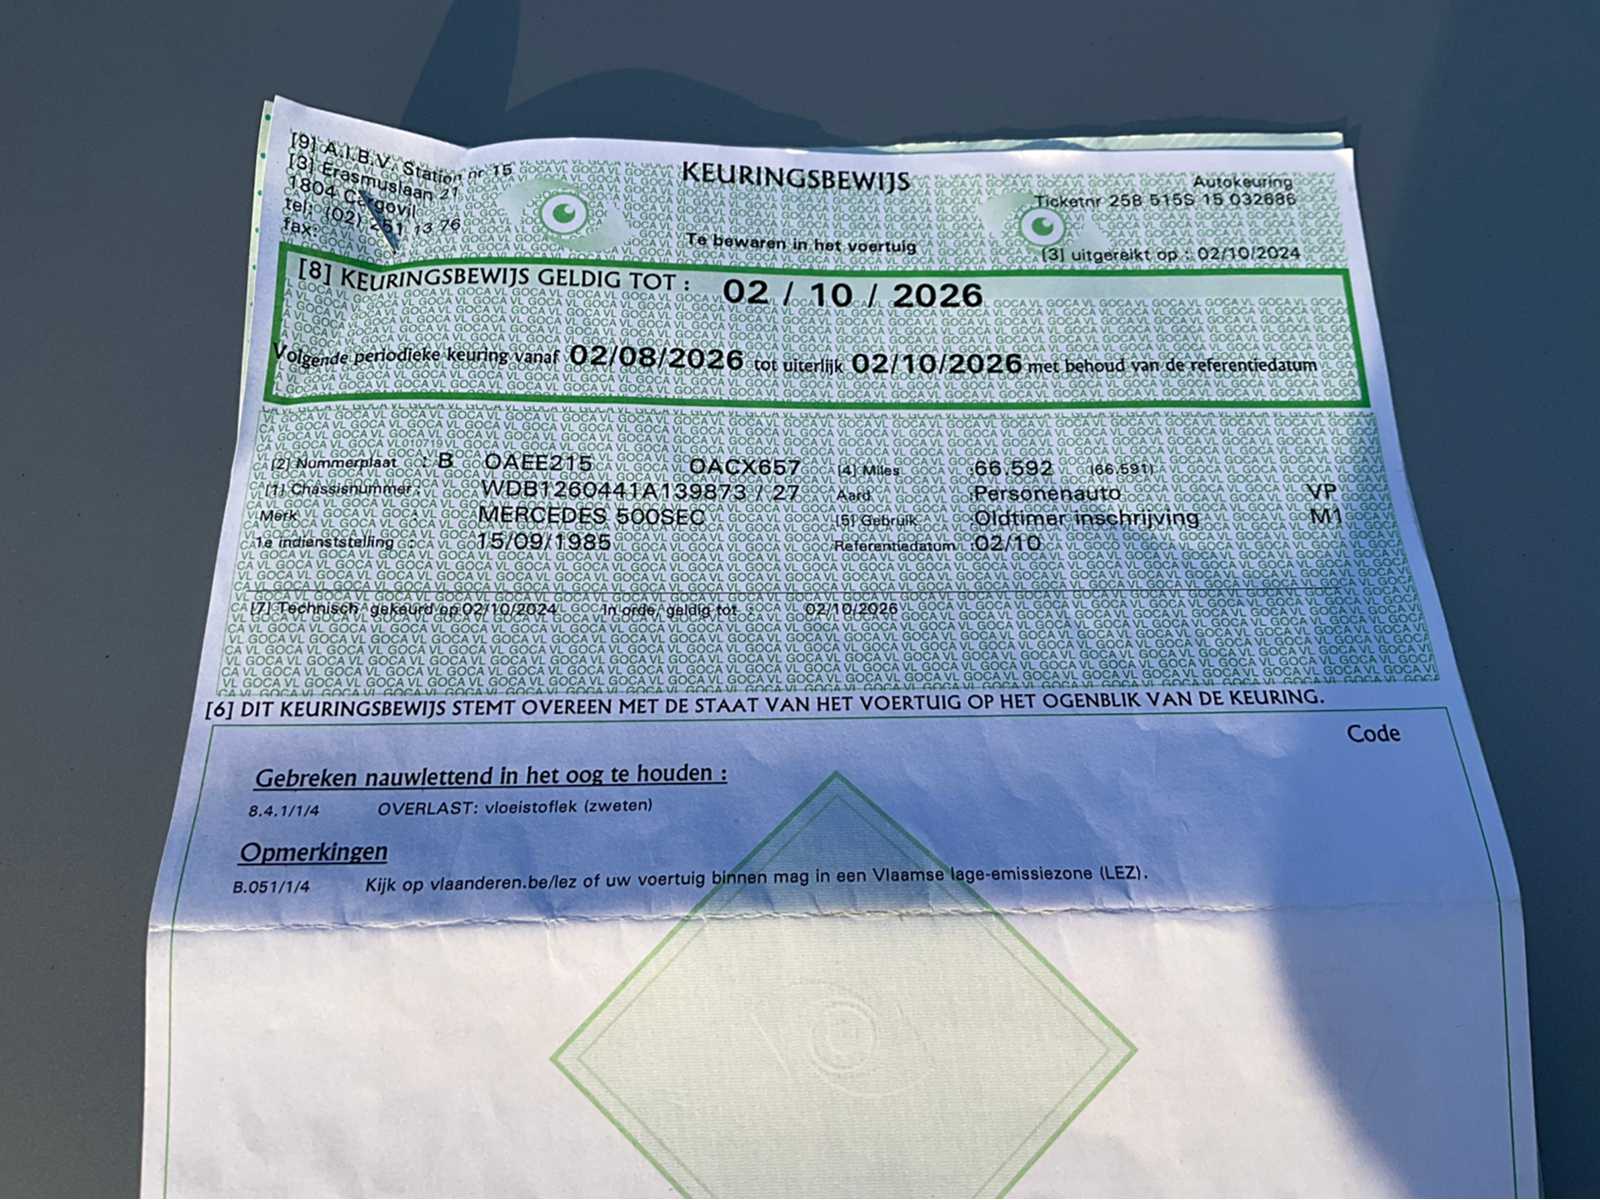 [9] A.I.B.V. Station nr 15
[3] Erasmuslaan 21
1804 Cargovil
tel: (02) 251 13 76
fax:
KEURINGSBEWIJS
Te bewaren in het voertuig
Autokeuring
Ticketnr 25B 515S 15 032686
[3] uitgereikt op : 02/10/2024
[8] KEURINGSBEWIJS GELDIG TOT : 02 / 10 / 2026
Volgende periodieke keuring vanaf 02/08/2026 tot uiterlijk 02/10/2026 met behoud van de referentiedatum
[2] Nummerplaat : B OAEE215 OACX657 [4] Miles :66.592 (66.591)
[1] Chassisnummer : WDB1260441A139873 / 27 Aard :Personenauto VP
Merk : MERCEDES 500SEC [5] Gebruik :Oldtimer inschrijving M1
1e indienststelling : 15/09/1985 Referentiedatum :02/10
[7] Technisch gekeurd op 02/10/2024 In orde, geldig tot : 02/10/2026
[6] DIT KEURINGSBEWIJS STEMT OVEREEN MET DE STAAT VAN HET VOERTUIG OP HET OGENBLIK VAN DE KEURING.
Code
Gebreken nauwlettend in het oog te houden :
8.4.1/1/4 OVERLAST: vloeistoflek (zweten)
Opmerkingen
B.051/1/4 Kijk op vlaanderen.be/lez of uw voertuig binnen mag in een Vlaamse lage-emissiezone (LEZ).